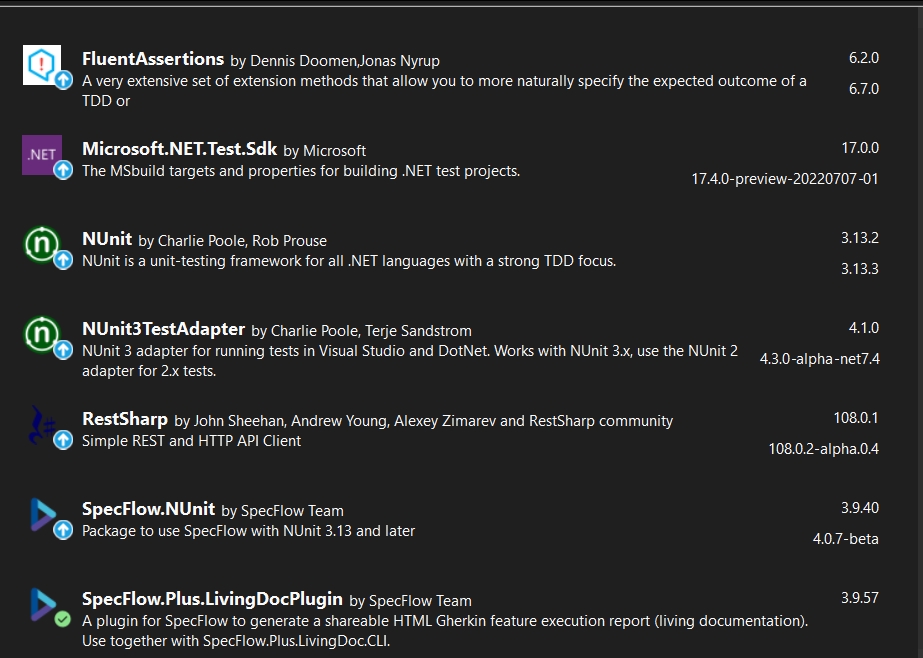 FluentAssertions by Dennis Doomen,Jonas Nyrup 6.2.0
A very extensive set of extension methods that allow you to more naturally specify the expected outcome of a 6.7.0
TDD or
.NET
Microsoft.NET.Test.Sdk by Microsoft 17.0.0
The MSbuild targets and properties for building .NET test projects. 17.4.0-preview-20220707-01
n
NUnit by Charlie Poole, Rob Prouse 3.13.2
NUnit is a unit-testing framework for all .NET languages with a strong TDD focus. 3.13.3
n
NUnit3TestAdapter by Charlie Poole, Terje Sandstrom 4.1.0
NUnit 3 adapter for running tests in Visual Studio and DotNet. Works with NUnit 3.x, use the NUnit 2 4.3.0-alpha-net7.4
adapter for 2.x tests.
RestSharp by John Sheehan, Andrew Young, Alexey Zimarev and RestSharp community 108.0.1
Simple REST and HTTP API Client 108.0.2-alpha.0.4
SpecFlow.NUnit by SpecFlow Team 3.9.40
Package to use SpecFlow with NUnit 3.13 and later 4.0.7-beta
SpecFlow.Plus.LivingDocPlugin by SpecFlow Team 3.9.57
A plugin for SpecFlow to generate a shareable HTML Gherkin feature execution report (living documentation).
Use together with SpecFlow.Plus.LivingDoc.CLI.